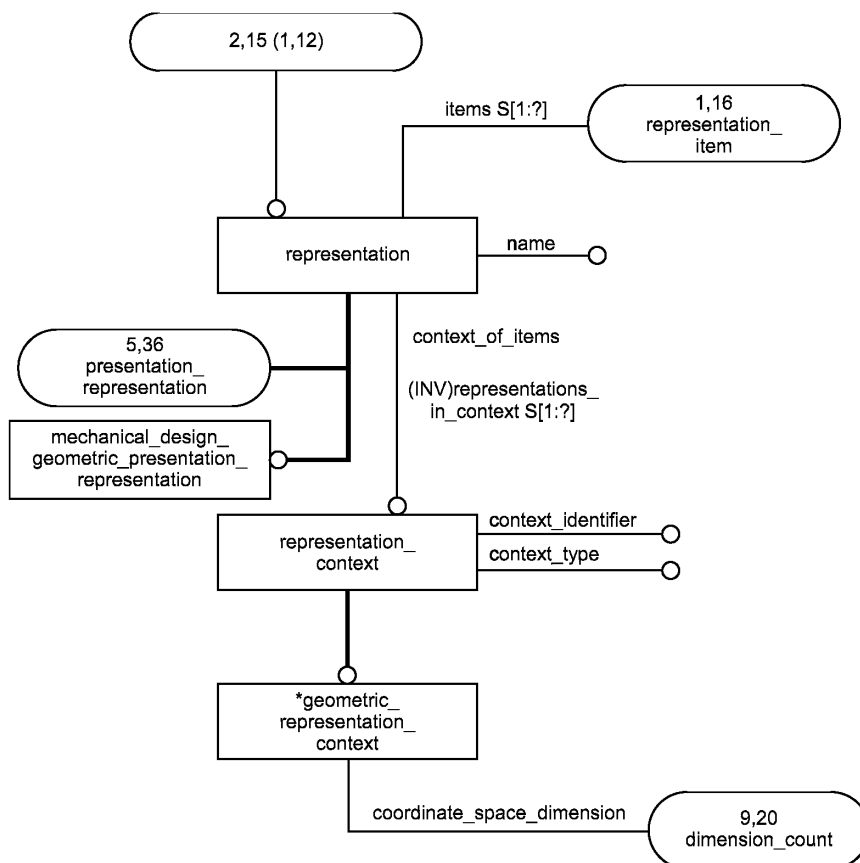 2,15 (1,12)
items S[1:?]
1,16
representation_
item
representation
name
context_of_items
5,36
presentation_
representation
(INV)representations_
in_context S[1:?]
mechanical_design_
geometric_presentation_
representation
context_identifier
representation_
context
context_type
*geometric_
representation_
context
coordinate_space_dimension
9,20
dimension_count